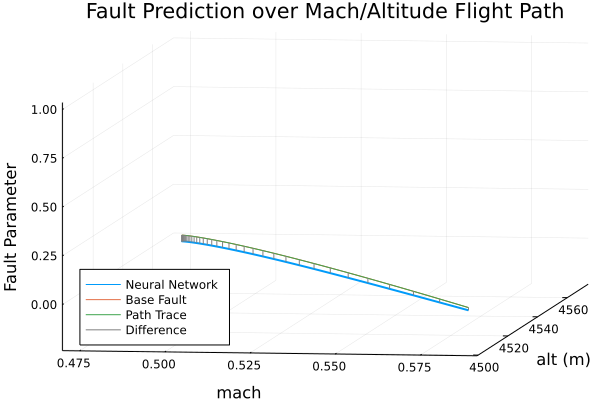 Fault Prediction over Mach/Altitude Flight Path
1.00
0.75
0.50
0.25
0.00
Fault Parameter
Neural Network
Base Fault
Path Trace
Difference
0.475
0.500
0.525
0.550
0.575
mach
4500
4520
4540
4560
alt (m)